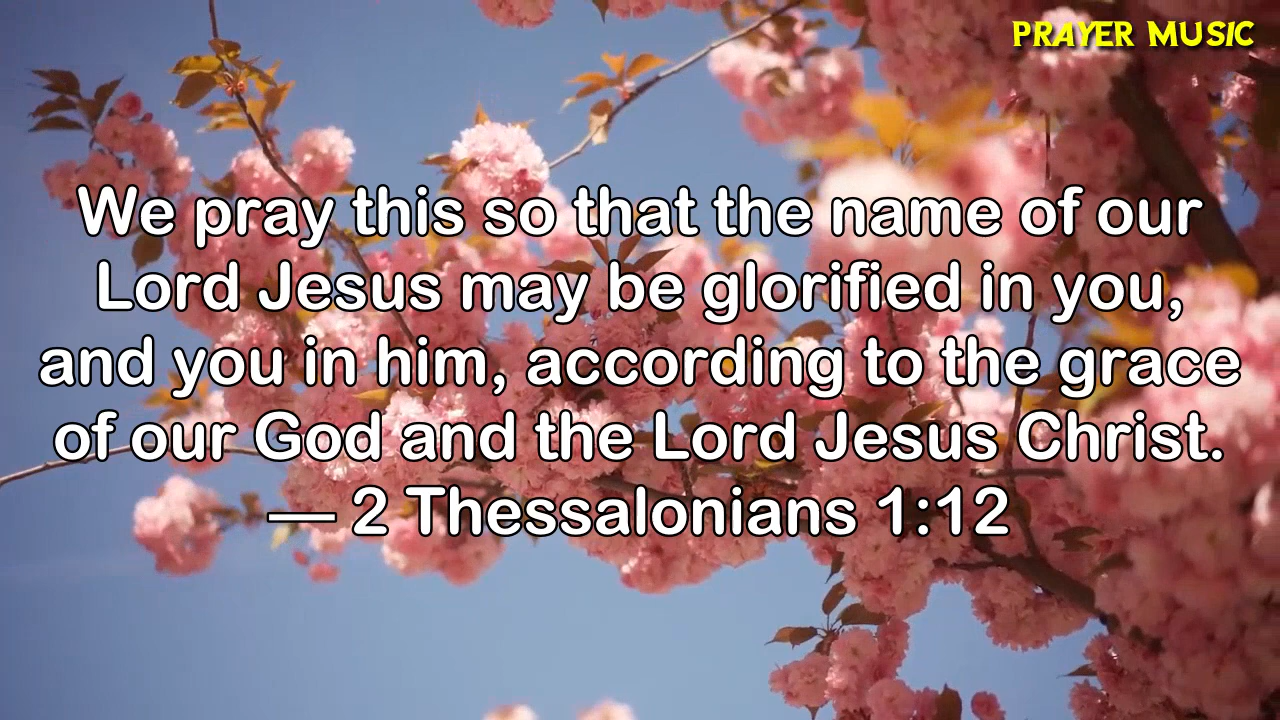 PRAYER MUSIC
We pray this so that the name of our
Lord Jesus may be glorified in you,
and you in him, according to the grace
of our God and the Lord Jesus Christ.
— 2 Thessalonians 1:12